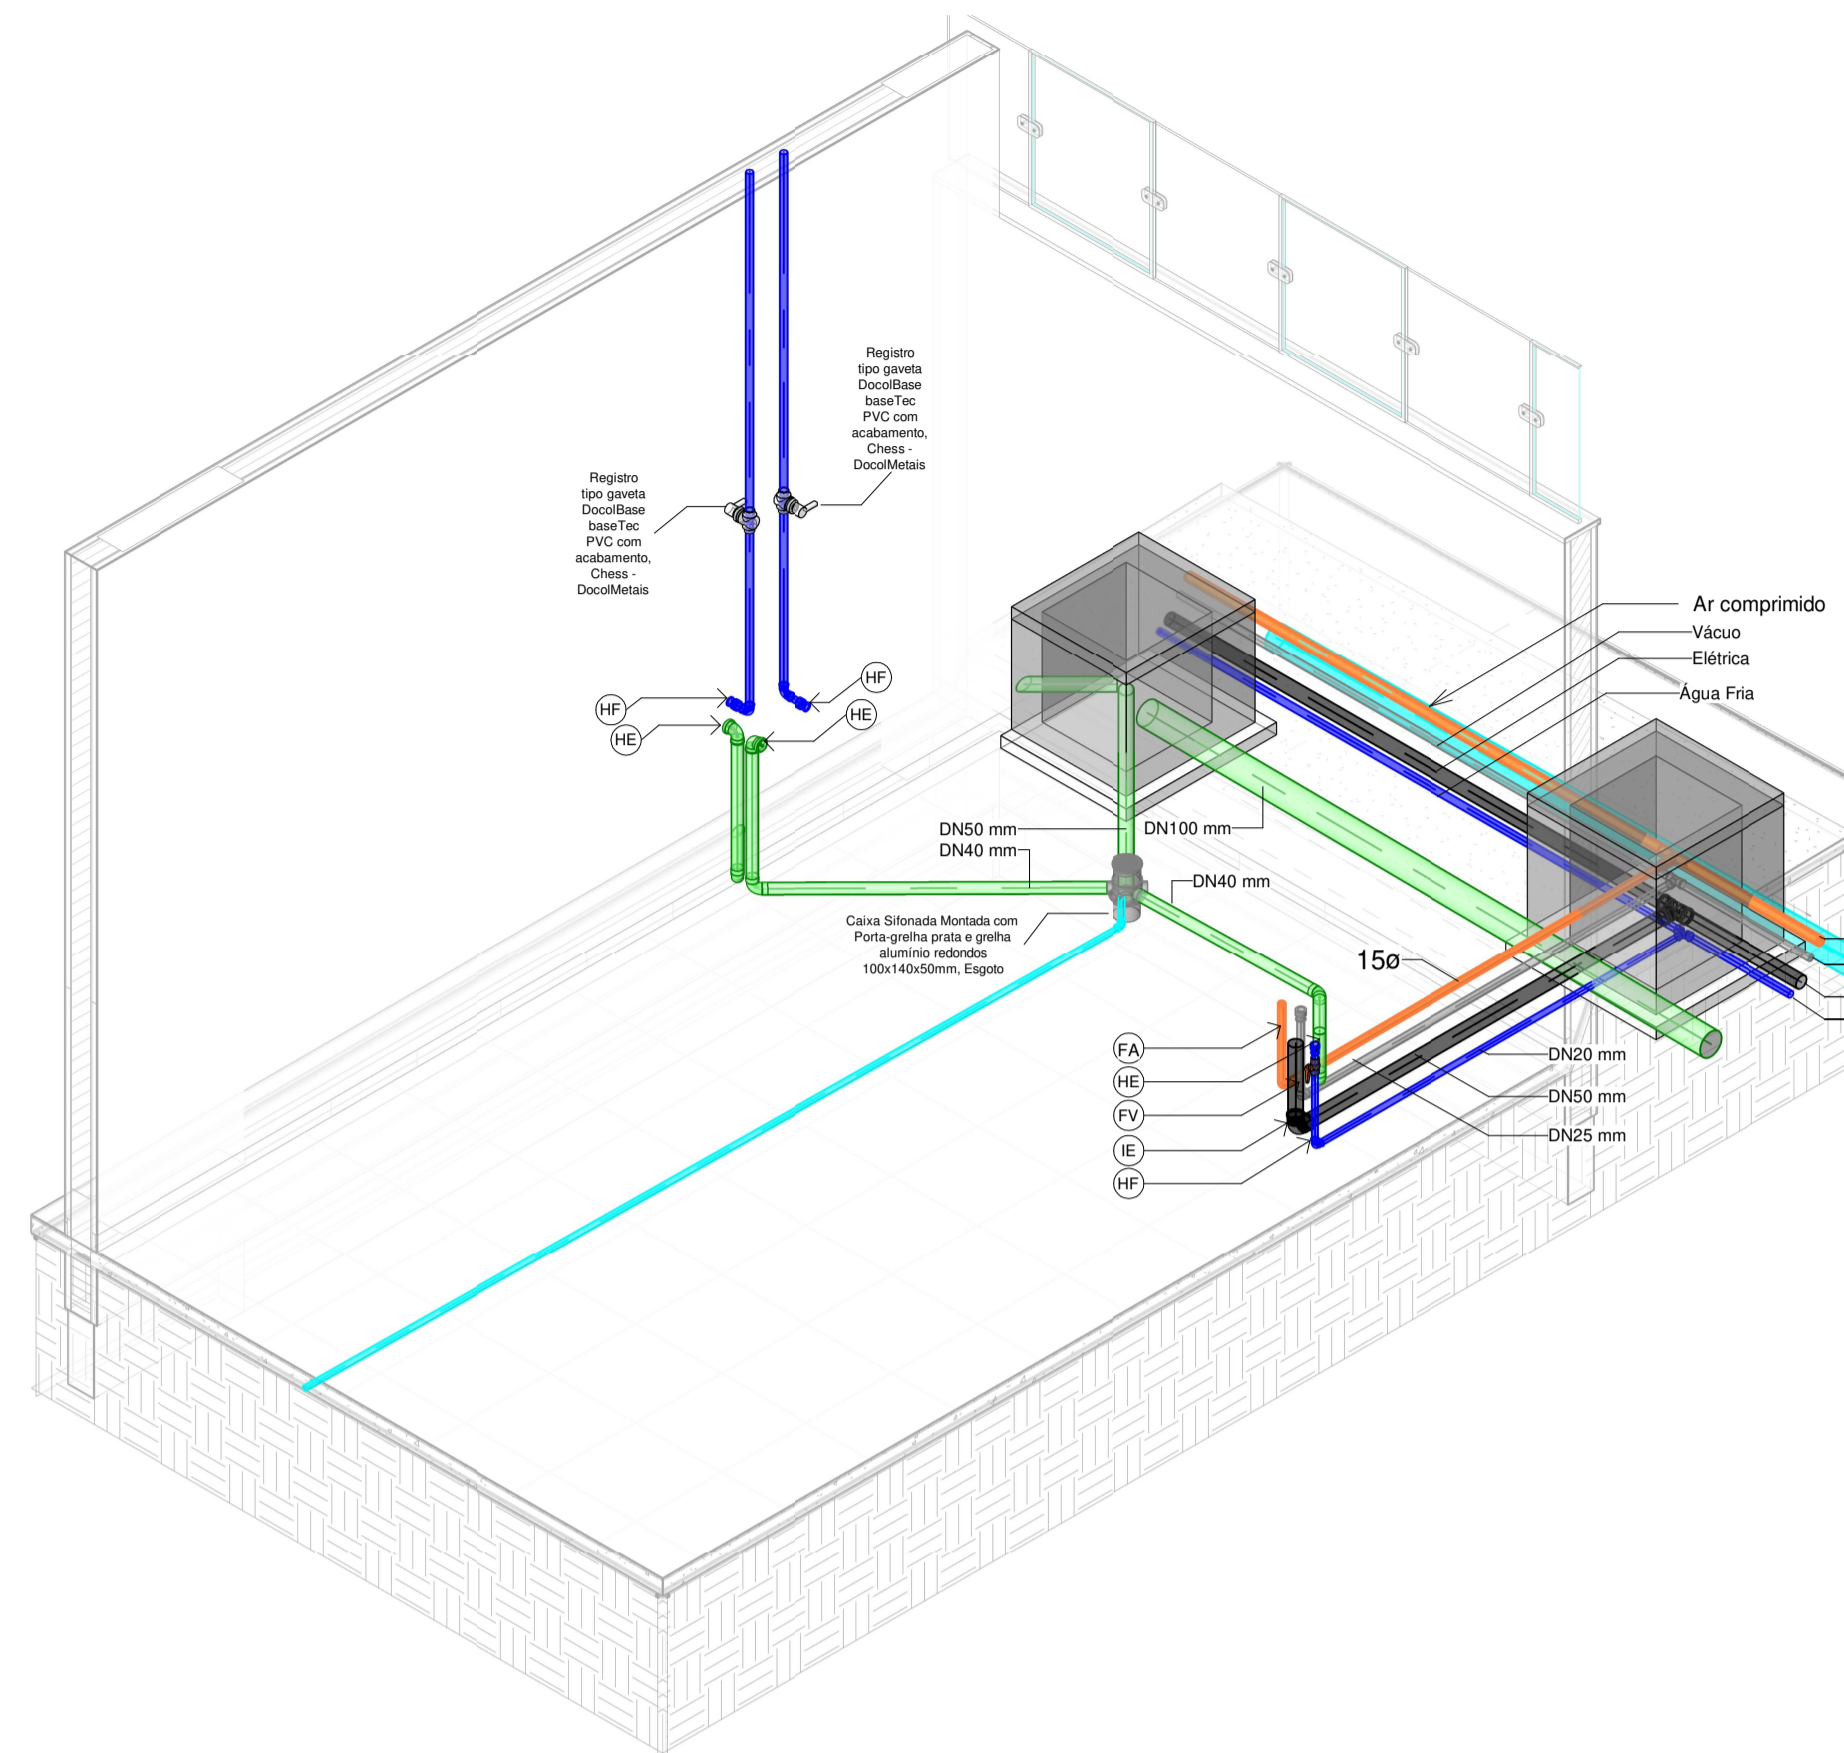 Registro
tipo gaveta
DocolBase
baseTec
PVC com
acabamento,
Chess -
DocolMetais
Registro
tipo gaveta
DocolBase
baseTec
PVC com
acabamento,
Chess -
DocolMetais
Ar comprimido
Vácuo
Elétrica
Água Fria
HF
HE
HF
HE
DN50 mm
DN40 mm
DN100 mm
DN40 mm
Caixa Sifonada Montada com
Porta-grelha prata e grelha
alumínio redondos
100x140x50mm, Esgoto
15ø
FA
HE
FV
IE
HF
DN20 mm
DN50 mm
DN25 mm